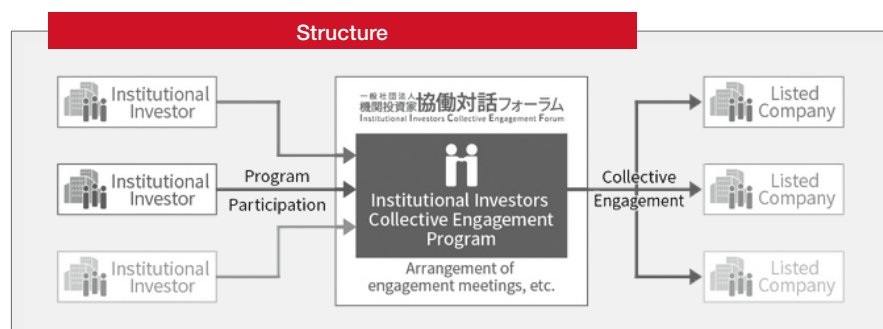 Structure
Institutional
Investor
Institutional
Investor
Institutional
Investor
Program
Participation
一般社団法人
機関投資家協働対話フォーラム
Institutional Investors Collective Engagement Forum
Institutional Investors
Collective Engagement
Program
Arrangement of
engagement meetings, etc.
Collective
Engagement
Listed
Company
Listed
Company
Listed
Company